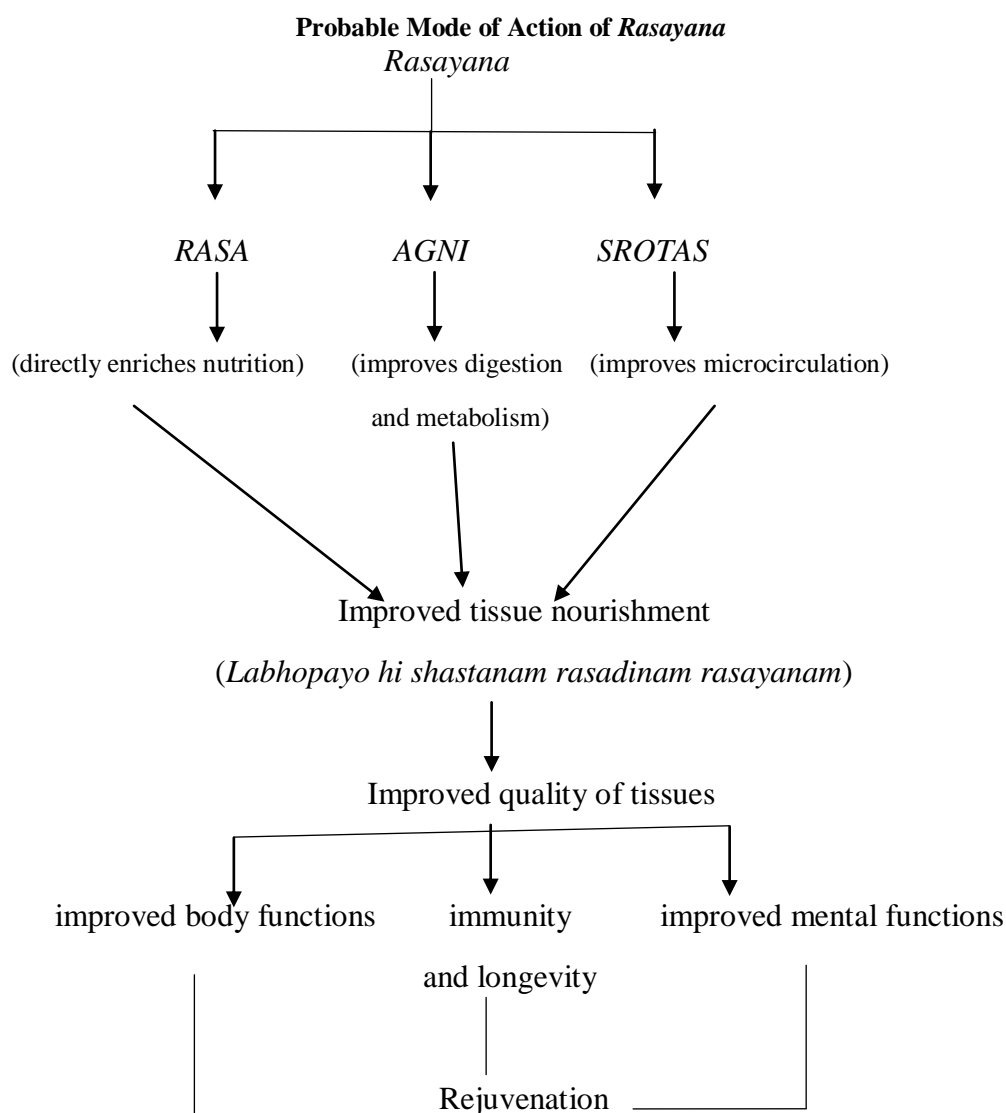 Probable Mode of Action of Rasayana
Rasayana
RASA AGNI SROTAS
(directly enriches nutrition) (improves digestion (improves microcirculation)
and metabolism)
Improved tissue nourishment
(Labhopayo hi shastanam rasadinam rasayanam)
Improved quality of tissues
improved body functions immunity improved mental functions
and longevity
Rejuvenation